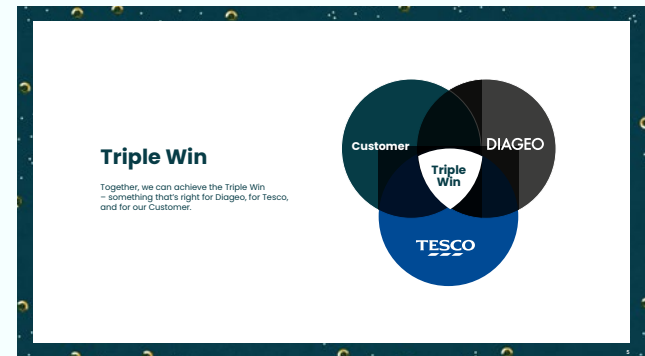 Triple Win
Together, we can achieve the Triple Win
– something that's right for Diageo, for Tesco,
and for our Customer.
Customer
DIAGEO
Triple
Win
TESCO
5